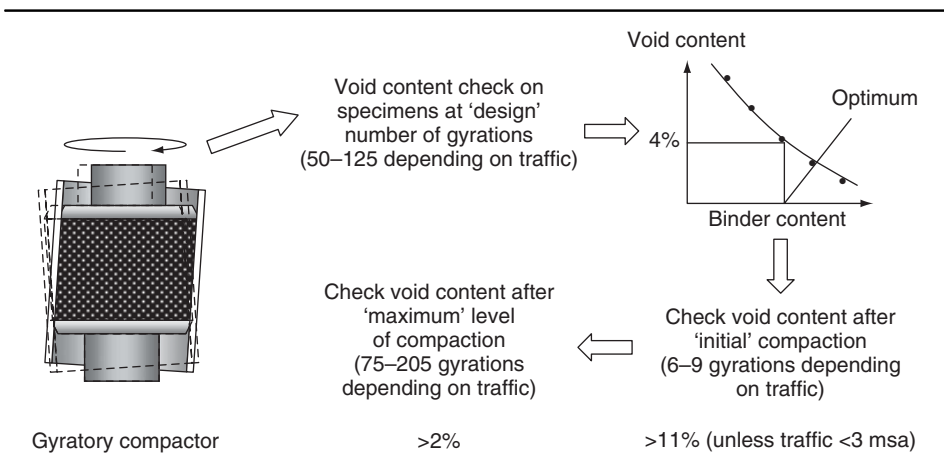 Void content check on
specimens at ‘design’
number of gyrations
(50–125 depending on traffic)
Void content
Optimum
4%
Binder content
Check void content after
‘initial’ compaction
(6–9 gyrations depending
on traffic)
>11% (unless traffic <3 msa)
Check void content after
‘maximum’ level
of compaction
(75–205 gyrations
depending on traffic)
>2%
Gyratory compactor